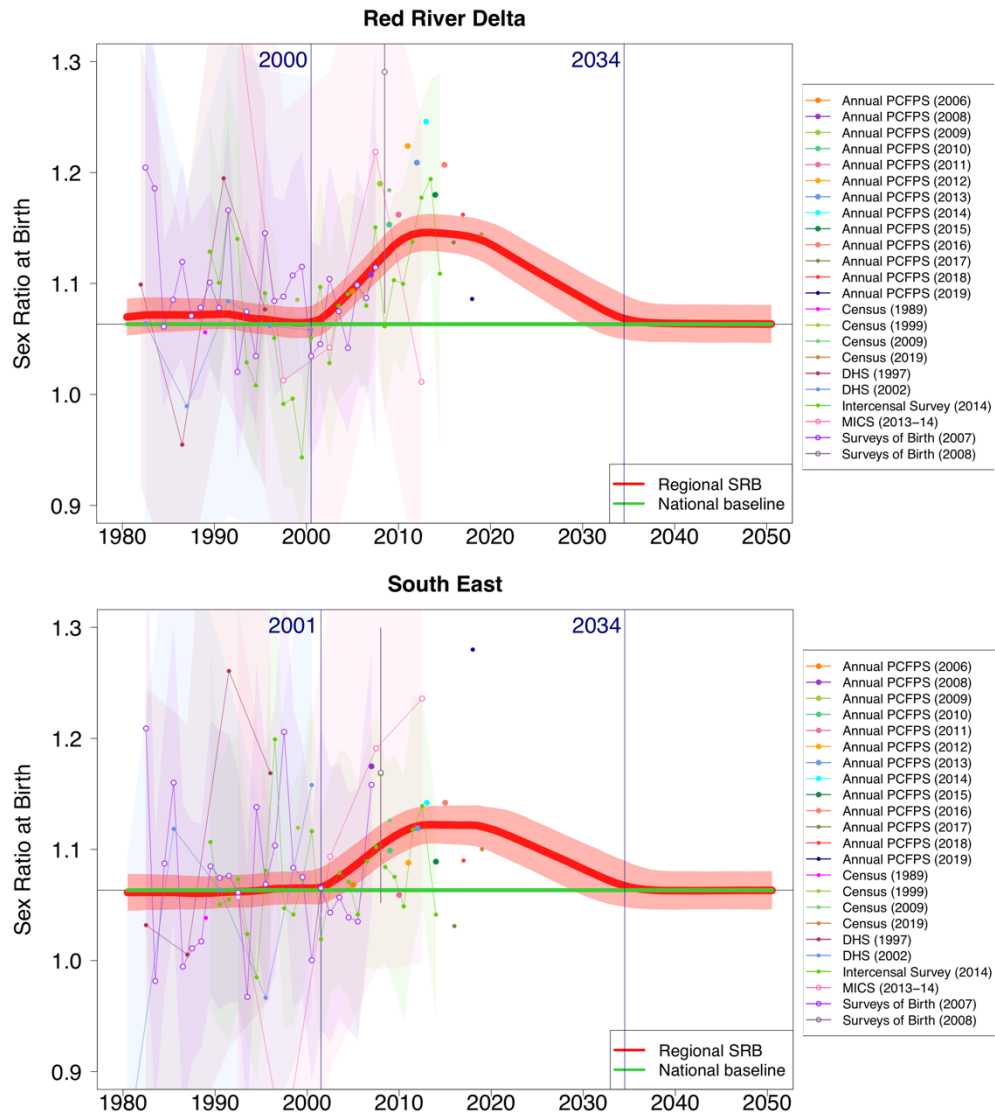 Red River Delta
Sex Ratio at Birth
1.3
1.2
1.1
1.0
0.9
2000
2034
1980
1990
2000
2010
2020
2030
2040
2050
Regional SRB
National baseline
Annual PCFPS (2006)
Annual PCFPS (2008)
Annual PCFPS (2009)
Annual PCFPS (2010)
Annual PCFPS (2011)
Annual PCFPS (2012)
Annual PCFPS (2013)
Annual PCFPS (2014)
Annual PCFPS (2015)
Annual PCFPS (2016)
Annual PCFPS (2017)
Annual PCFPS (2018)
Annual PCFPS (2019)
Census (1989)
Census (1999)
Census (2009)
Census (2019)
DHS (1997)
DHS (2002)
Intercensal Survey (2014)
MICS (2013−14)
Surveys of Birth (2007)
Surveys of Birth (2008)
South East
Sex Ratio at Birth
1.3
1.2
1.1
1.0
0.9
2001
2034
1980
1990
2000
2010
2020
2030
2040
2050
Regional SRB
National baseline
Annual PCFPS (2006)
Annual PCFPS (2008)
Annual PCFPS (2009)
Annual PCFPS (2010)
Annual PCFPS (2011)
Annual PCFPS (2012)
Annual PCFPS (2013)
Annual PCFPS (2014)
Annual PCFPS (2015)
Annual PCFPS (2016)
Annual PCFPS (2017)
Annual PCFPS (2018)
Annual PCFPS (2019)
Census (1989)
Census (1999)
Census (2009)
Census (2019)
DHS (1997)
DHS (2002)
Intercensal Survey (2014)
MICS (2013−14)
Surveys of Birth (2007)
Surveys of Birth (2008)